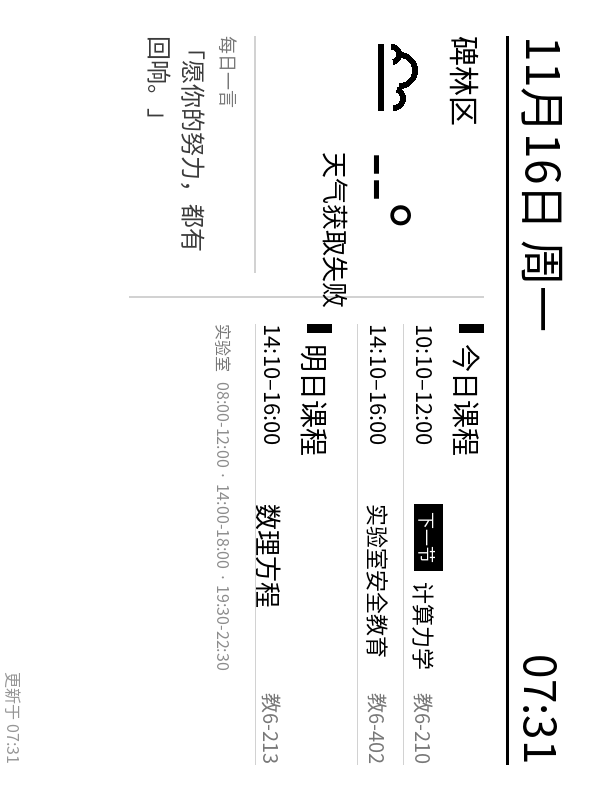 11月16日 周一
07:31
碑林区
--°
天气获取失败
每日一言
「愿你的努力，都有
回响。」
今日课程
10:10–12:00 下一节 计算力学 教6-210
14:10–16:00 实验室安全教育 教6-402
明日课程
14:10–16:00 数理方程 教6-213
实验室 08:00-12:00 · 14:00-18:00 · 19:30-22:30
更新于 07:31